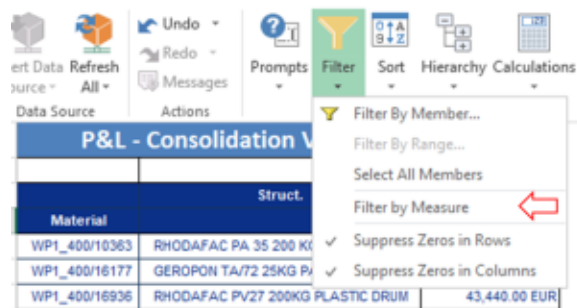 Undo
Redo
Messages
ert Data Refresh Prompts Filter Sort Hierarchy Calculations
ource All
Data Source Actions
Filter By Member...
Filter By Range...
Select All Members
Filter by Measure
Suppress Zeros in Rows
Suppress Zeros in Columns
P&L - Consolidation V
Struct.
Material
WP1_400/10363 RHODAFAC PA 35 200 KG
WP1_400/16177 GEROPON TA/72 25KG PA
WP1_400/16936 RHODAFAC PV27 200KG PLASTIC DRUM 43,440.00 EUR